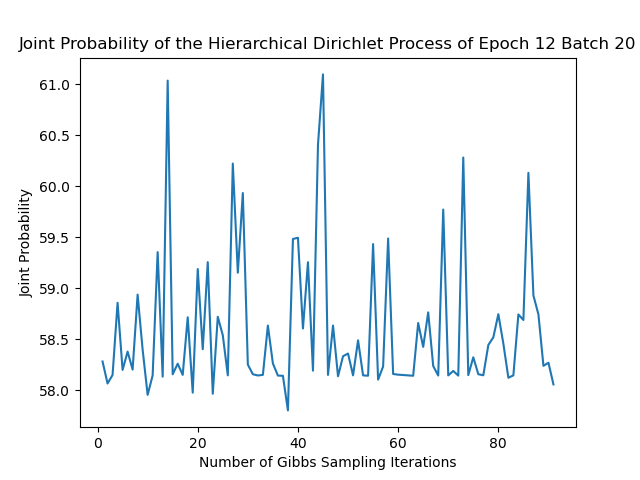 Joint Probability of the Hierarchical Dirichlet Process of Epoch 12 Batch 20
61.0
60.5
60.0
59.5
59.0
58.5
58.0
Joint Probability
0 20 40 60 80
Number of Gibbs Sampling Iterations